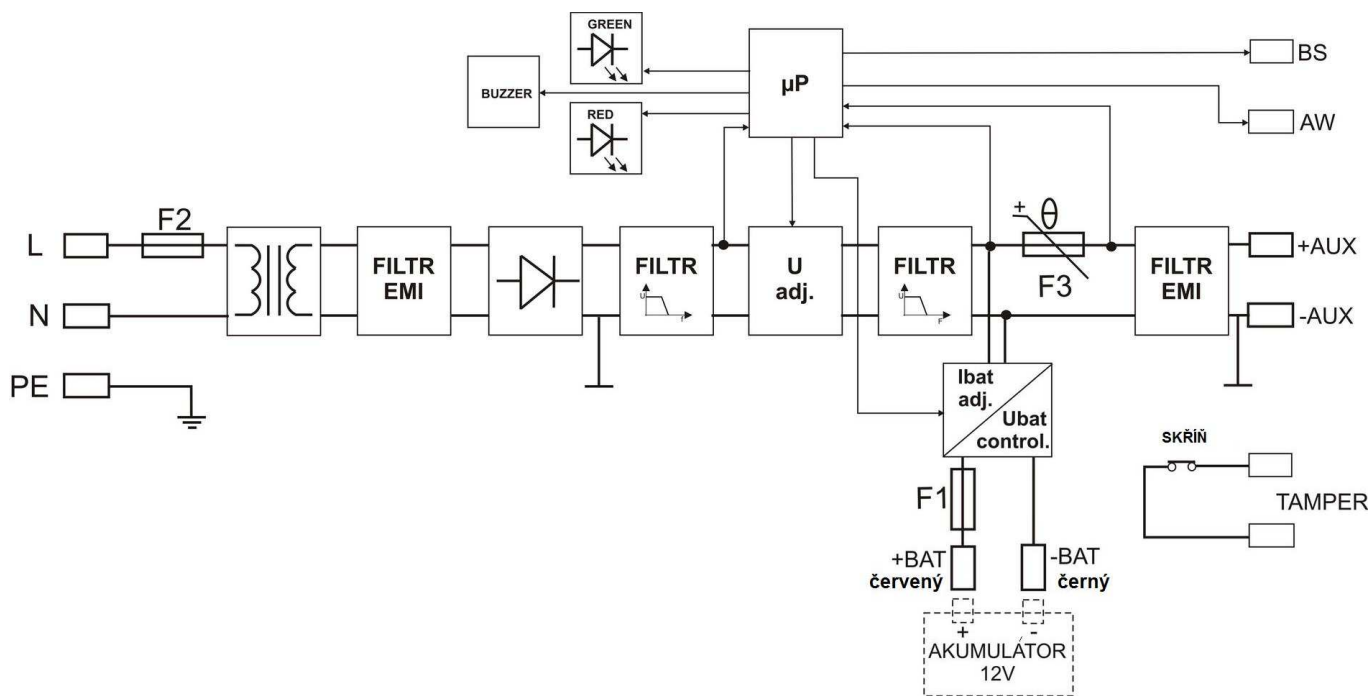 GREEN
BUZZER
RED
µP
BS
AW
L
F2
N
PE
FILTR
EMI
FILTR
U
f
U
adj.
FILTR
U
F
+
θ
F3
FILTR
EMI
+AUX
-AUX
Ibat
adj.
Ubat
control.
SKŘÍŇ
TAMPER
F1
+BAT
červený
-BAT
černý
+
-
AKUMULÁTOR
12V